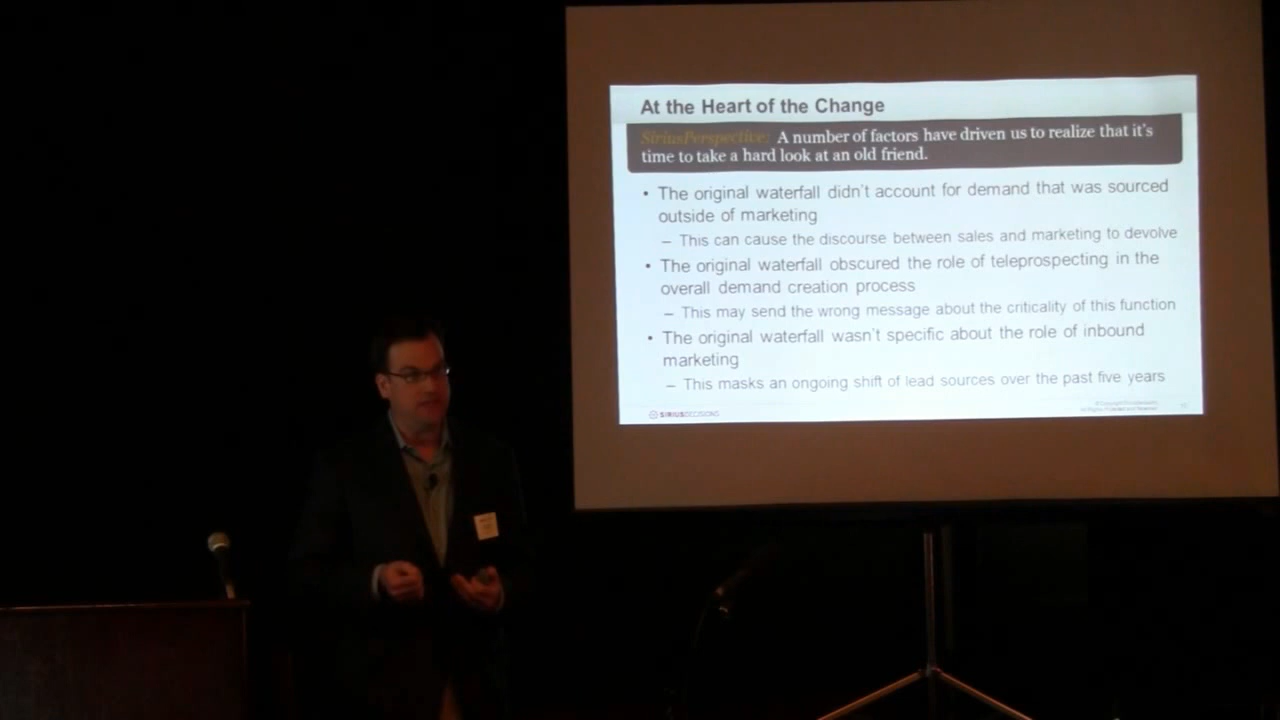 At the Heart of the Change
SiriusPerspective: A number of factors have driven us to realize that it's
time to take a hard look at an old friend.
• The original waterfall didn't account for demand that was sourced
outside of marketing
– This can cause the discourse between sales and marketing to devolve
• The original waterfall obscured the role of teleprospecting in the
overall demand creation process
– This may send the wrong message about the criticality of this function
• The original waterfall wasn't specific about the role of inbound
marketing
– This masks an ongoing shift of lead sources over the past five years
SIRIUSDECISIONS